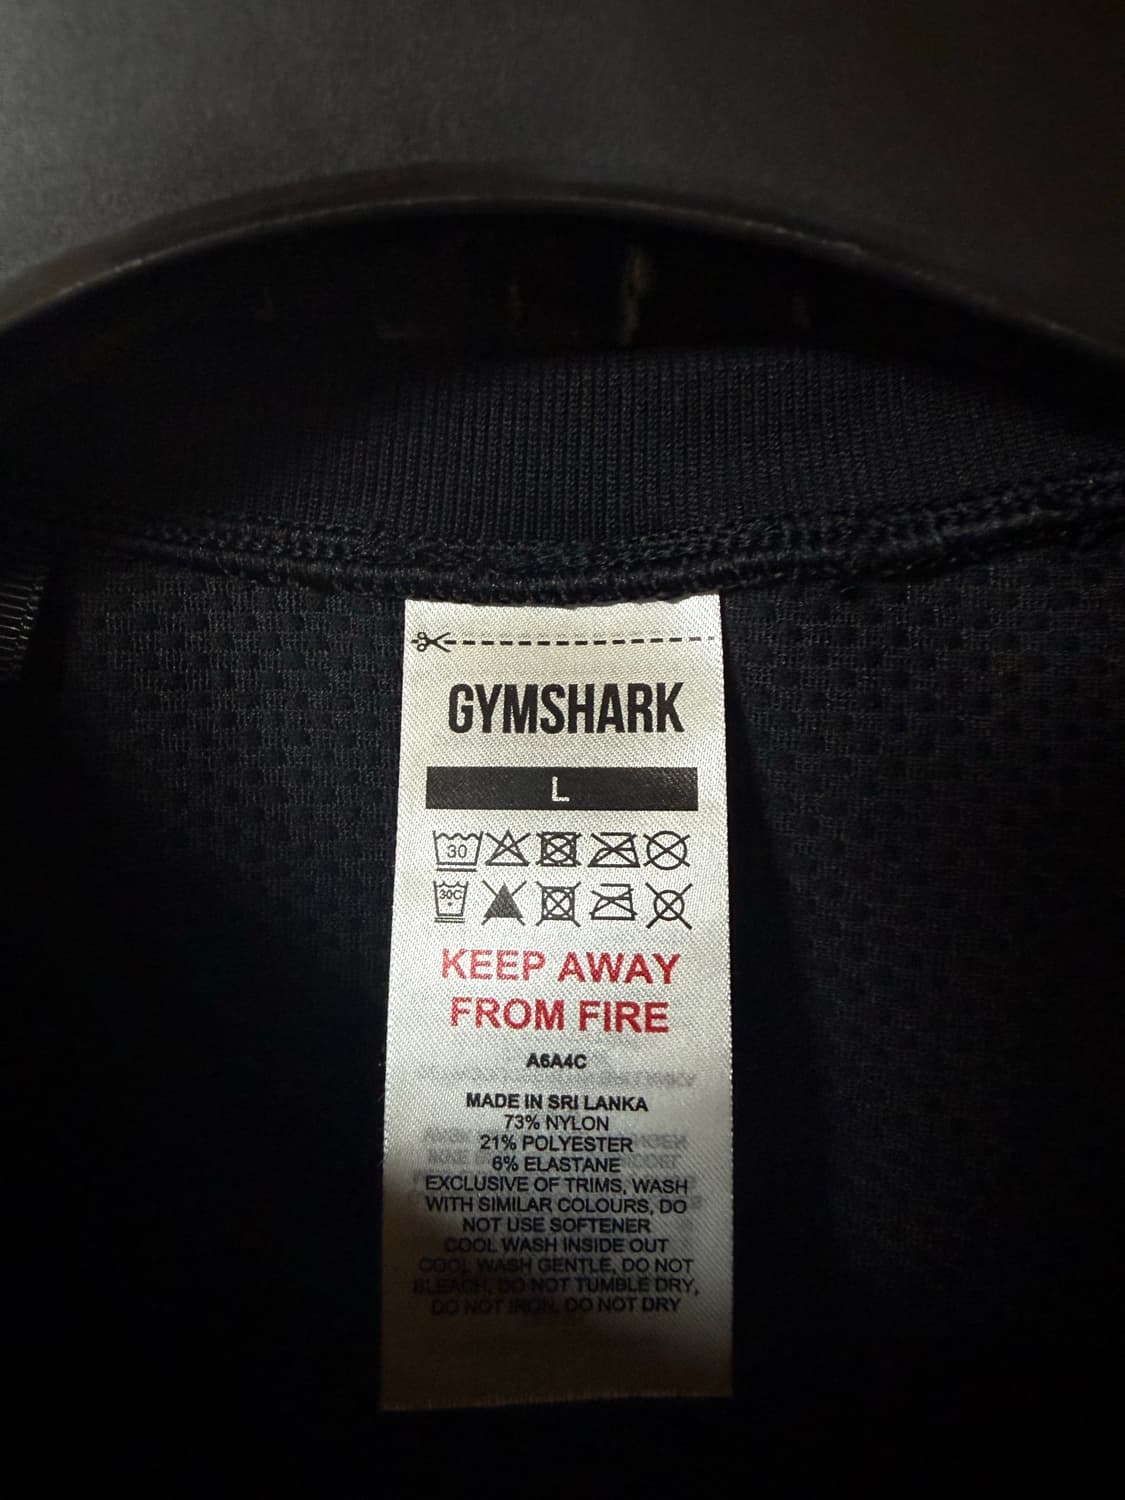 GYMSHARK
L
30
30C
KEEP AWAY
FROM FIRE
A6A4C
MADE IN SRI LANKA
73% NYLON
21% POLYESTER
6% ELASTANE
EXCLUSIVE OF TRIMS, WASH
WITH SIMILAR COLOURS, DO
NOT USE SOFTENER
COOL WASH INSIDE OUT
COOL WASH GENTLE, DO NOT
BLEACH, DO NOT TUMBLE DRY,
DO NOT IRON, DO NOT DRY